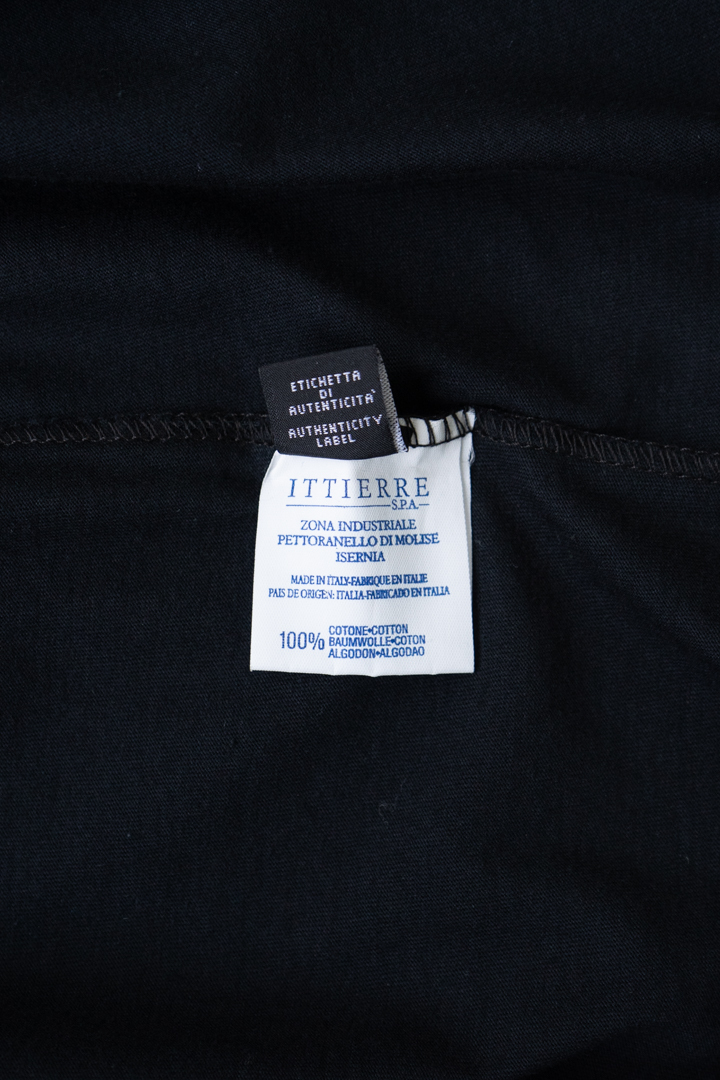 ETICHETTA
DI
AUTENTICITA'
AUTHENTICITY
LABEL
ITTIERRE
S.P.A.
ZONA INDUSTRIALE
PETTORANELLO DI MOLISE
ISERNIA
MADE IN ITALY-FABRIQUE EN ITALIE
PAIS DE ORIGEN: ITALIA-FABRICADO EN ITALIA
100% COTONE•COTTON
BAUMWOLLE•COTON
ALGODON•ALGODAO